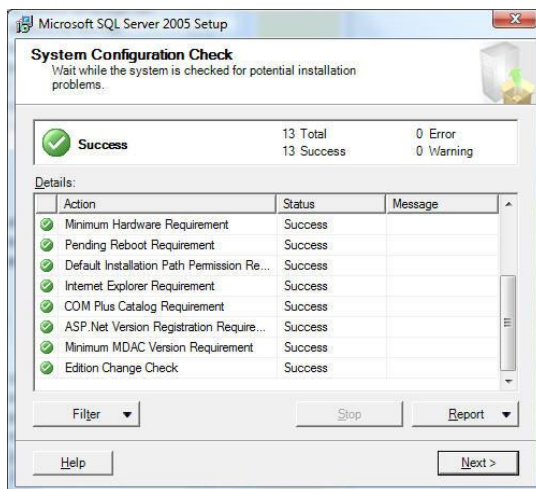 Microsoft SQL Server 2005 Setup
System Configuration Check
Wait while the system is checked for potential installation
problems.
Success
13 Total
0 Error
13 Success
0 Warning
Details:
Action Status Message
Minimum Hardware Requirement Success
Pending Reboot Requirement Success
Default Installation Path Permission Re... Success
Internet Explorer Requirement Success
COM Plus Catalog Requirement Success
ASP.Net Version Registration Require... Success
Minimum MDAC Version Requirement Success
Edition Change Check Success
Filter Stop Report
Help Next >